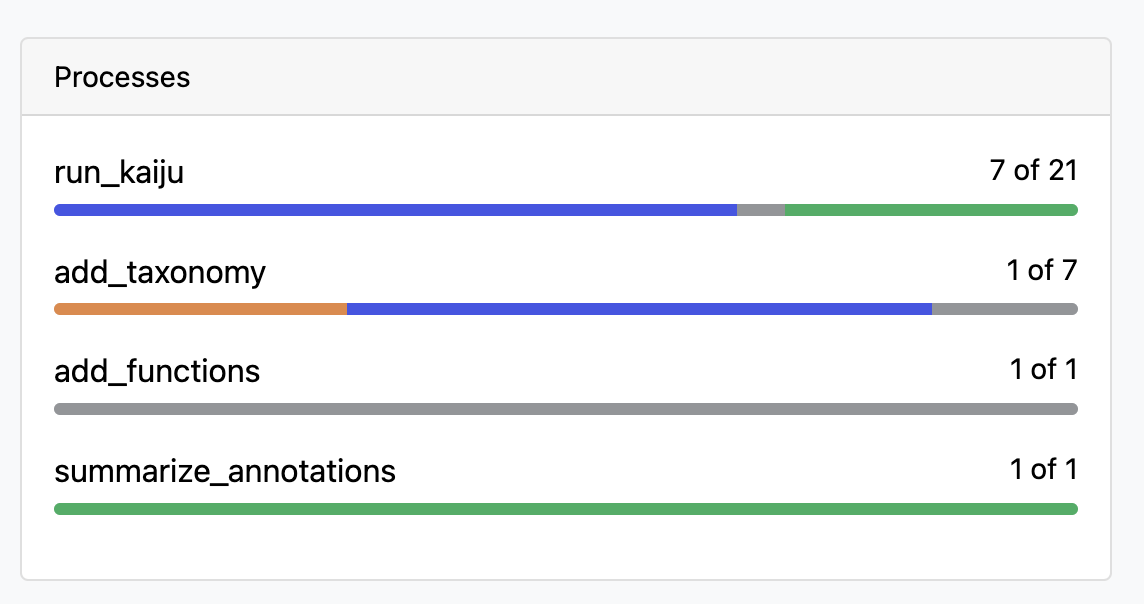 Processes
run_kaiju 7 of 21
add_taxonomy 1 of 7
add_functions 1 of 1
summarize_annotations 1 of 1